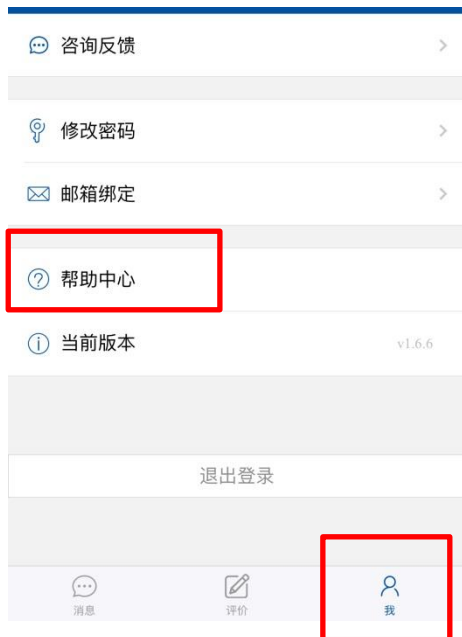 咨询反馈
修改密码
邮箱绑定
帮助中心
当前版本 v1.6.6
退出登录
消息 评价 我